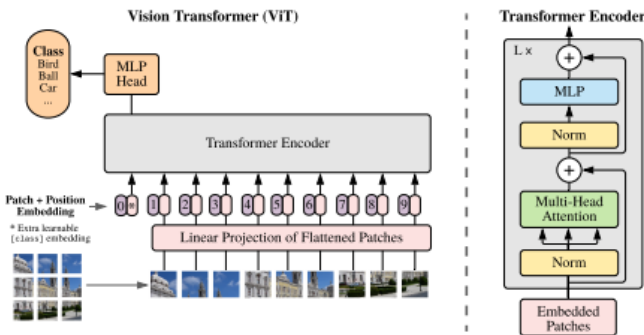 Vision Transformer (ViT)
Class
Bird
Ball
Car
...
MLP
Head
Transformer Encoder
Patch + Position
Embedding
0 * 1 2 3 4 5 6 7 8 9
* Extra learnable
[class] embedding
Linear Projection of Flattened Patches
Transformer Encoder
L ×
+
MLP
Norm
+
Multi-Head
Attention
Norm
Embedded
Patches